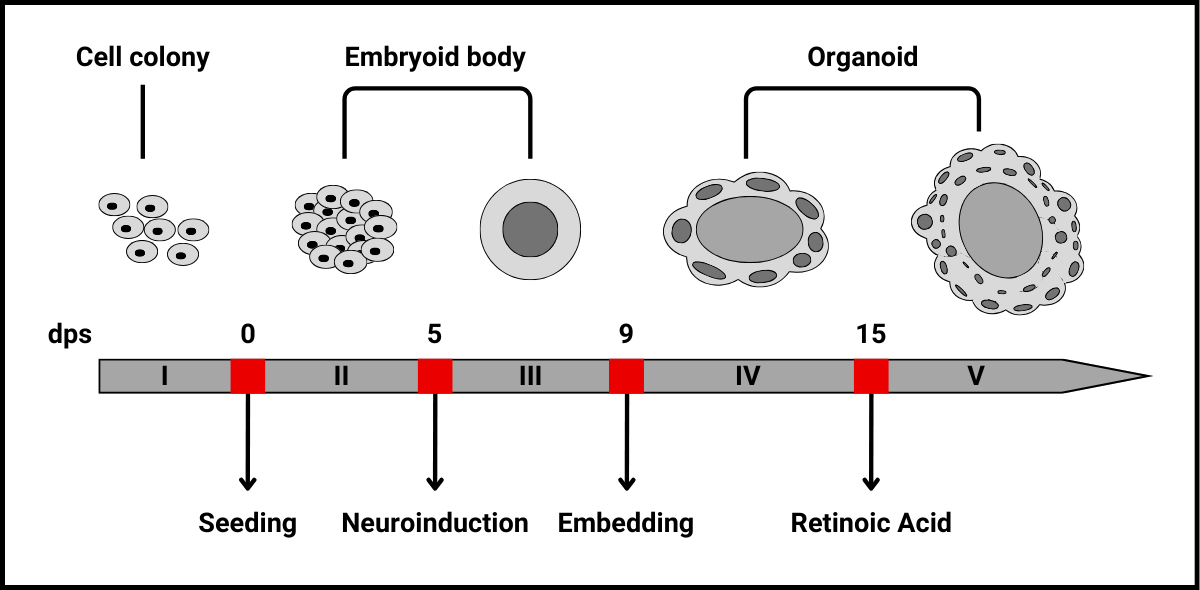 Cell colony
Embryoid body
Organoid
dps
0
5
9
15
I
II
III
IV
V
Seeding
Neuroinduction
Embedding
Retinoic Acid